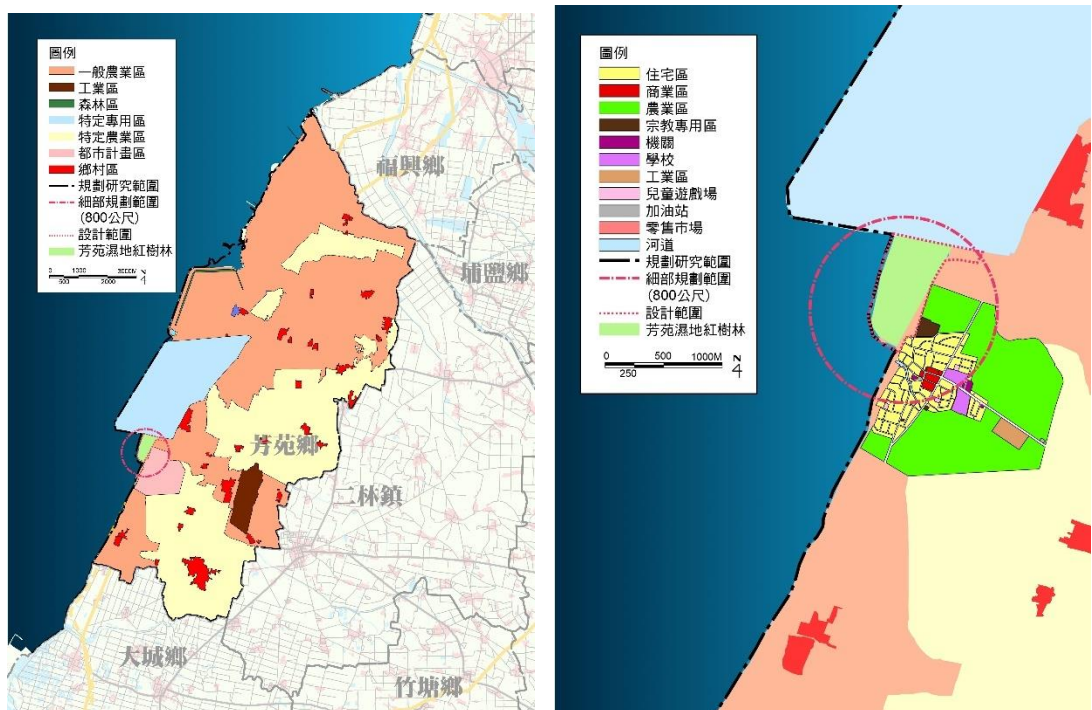 圖例
一般農業區
工業區
森林區
特定專用區
特定農業區
都市計畫區
鄉村區
規劃研究範圍
細部規劃範圍
(800公尺)
設計範圍
芳苑濕地紅樹林
0 1000 3000M
500 2000
N
福興鄉
埔鹽鄉
芳苑鄉
二林鎮
大城鄉
竹塘鄉
圖例
住宅區
商業區
農業區
宗教專用區
機關
學校
工業區
兒童遊戲場
加油站
零售市場
河道
規劃研究範圍
細部規劃範圍
(800公尺)
設計範圍
芳苑濕地紅樹林
0 500 1000M
250
N